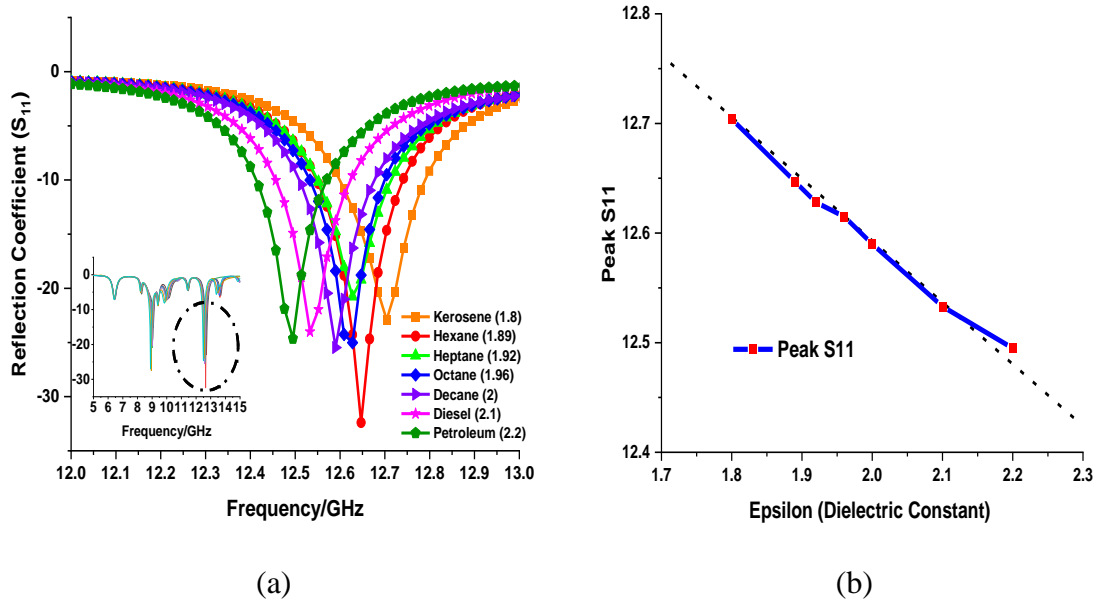 0
-10
-20
-30
Reflection Coefficient (S11)
12.0 12.1 12.2 12.3 12.4 12.5 12.6 12.7 12.8 12.9 13.0
Frequency/GHz
Kerosene (1.8)
Hexane (1.89)
Heptane (1.92)
Octane (1.96)
Decane (2)
Diesel (2.1)
Petroleum (2.2)
0
-10
-20
-30
5 6 7 8 9 10 11 12 13 14 15
Frequency/GHz
(a)
12.8
12.7
12.6
12.5
12.4
Peak S11
Peak S11
1.7 1.8 1.9 2.0 2.1 2.2 2.3
Epsilon (Dielectric Constant)
(b)